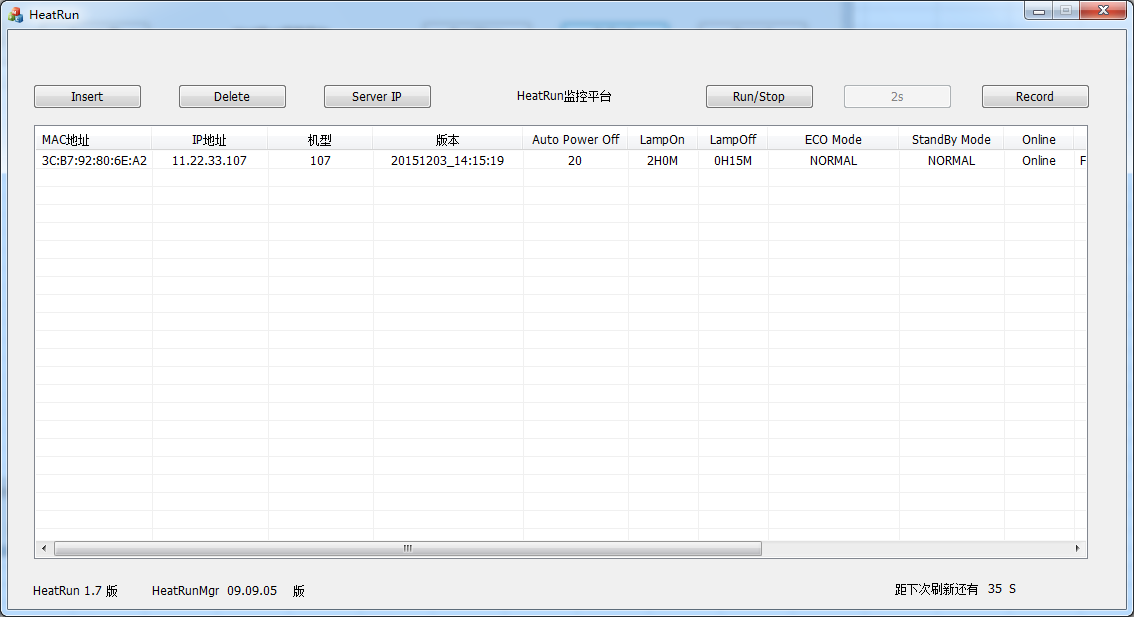 HeatRun
Insert Delete Server IP HeatRun监控平台 Run/Stop 2s Record
MAC地址 IP地址 机型 版本 Auto Power Off LampOn LampOff ECO Mode StandBy Mode Online
3C:B7:92:80:6E:A2 11.22.33.107 107 20151203_14:15:19 20 2H0M 0H15M NORMAL NORMAL Online F
HeatRun 1.7 版 HeatRunMgr 09.09.05 版 距下次刷新还有 35 S